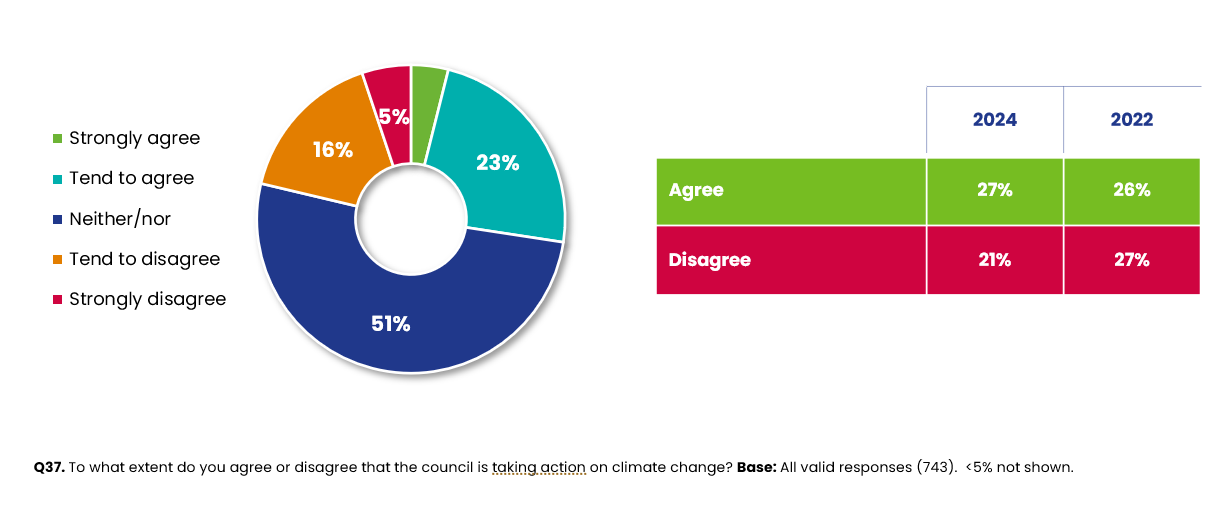 Strongly agree
Tend to agree
Neither/nor
Tend to disagree
Strongly disagree
5%
23%
16%
51%
2024 2022
Agree 27% 26%
Disagree 21% 27%
Q37. To what extent do you agree or disagree that the council is taking action on climate change? Base: All valid responses (743).  <5% not shown.